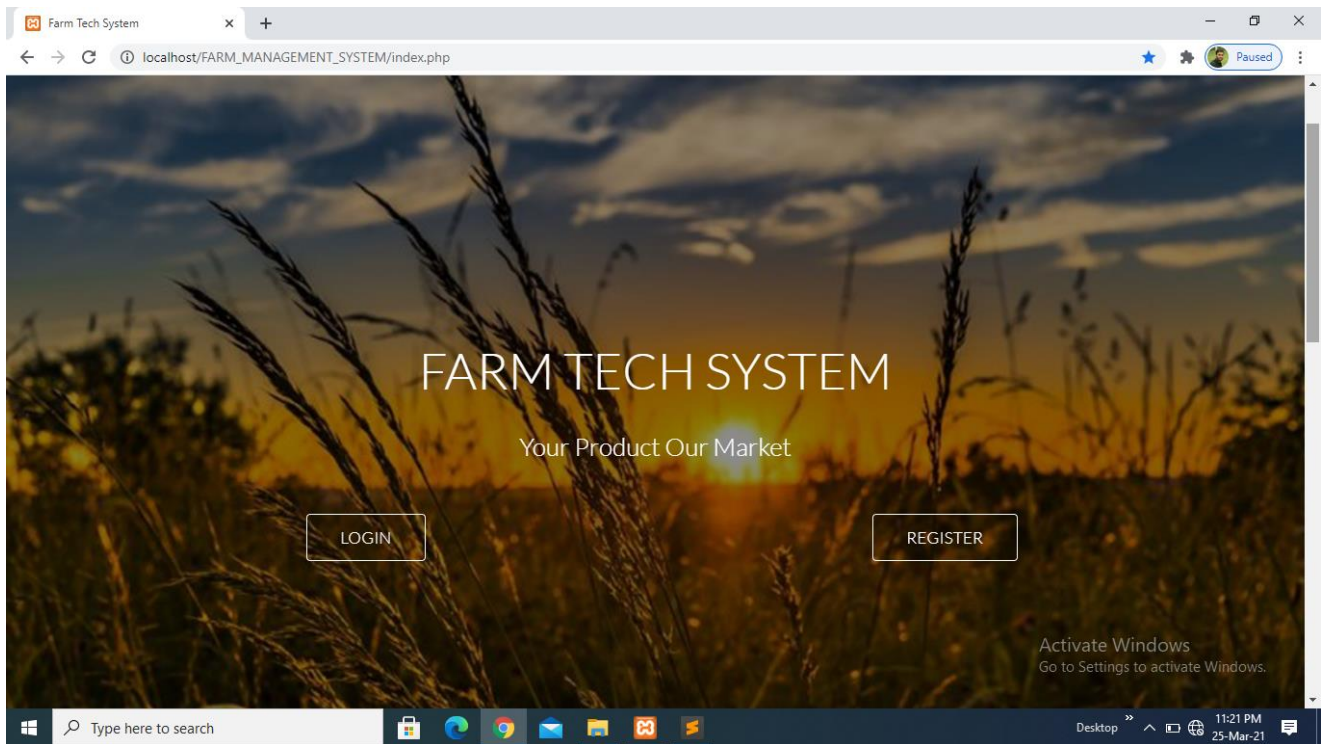 Farm Tech System
localhost/FARM_MANAGEMENT_SYSTEM/index.php
Paused
FARM TECH SYSTEM
Your Product Our Market
LOGIN
REGISTER
Activate Windows
Go to Settings to activate Windows.
Type here to search
Desktop
11:21 PM
25-Mar-21